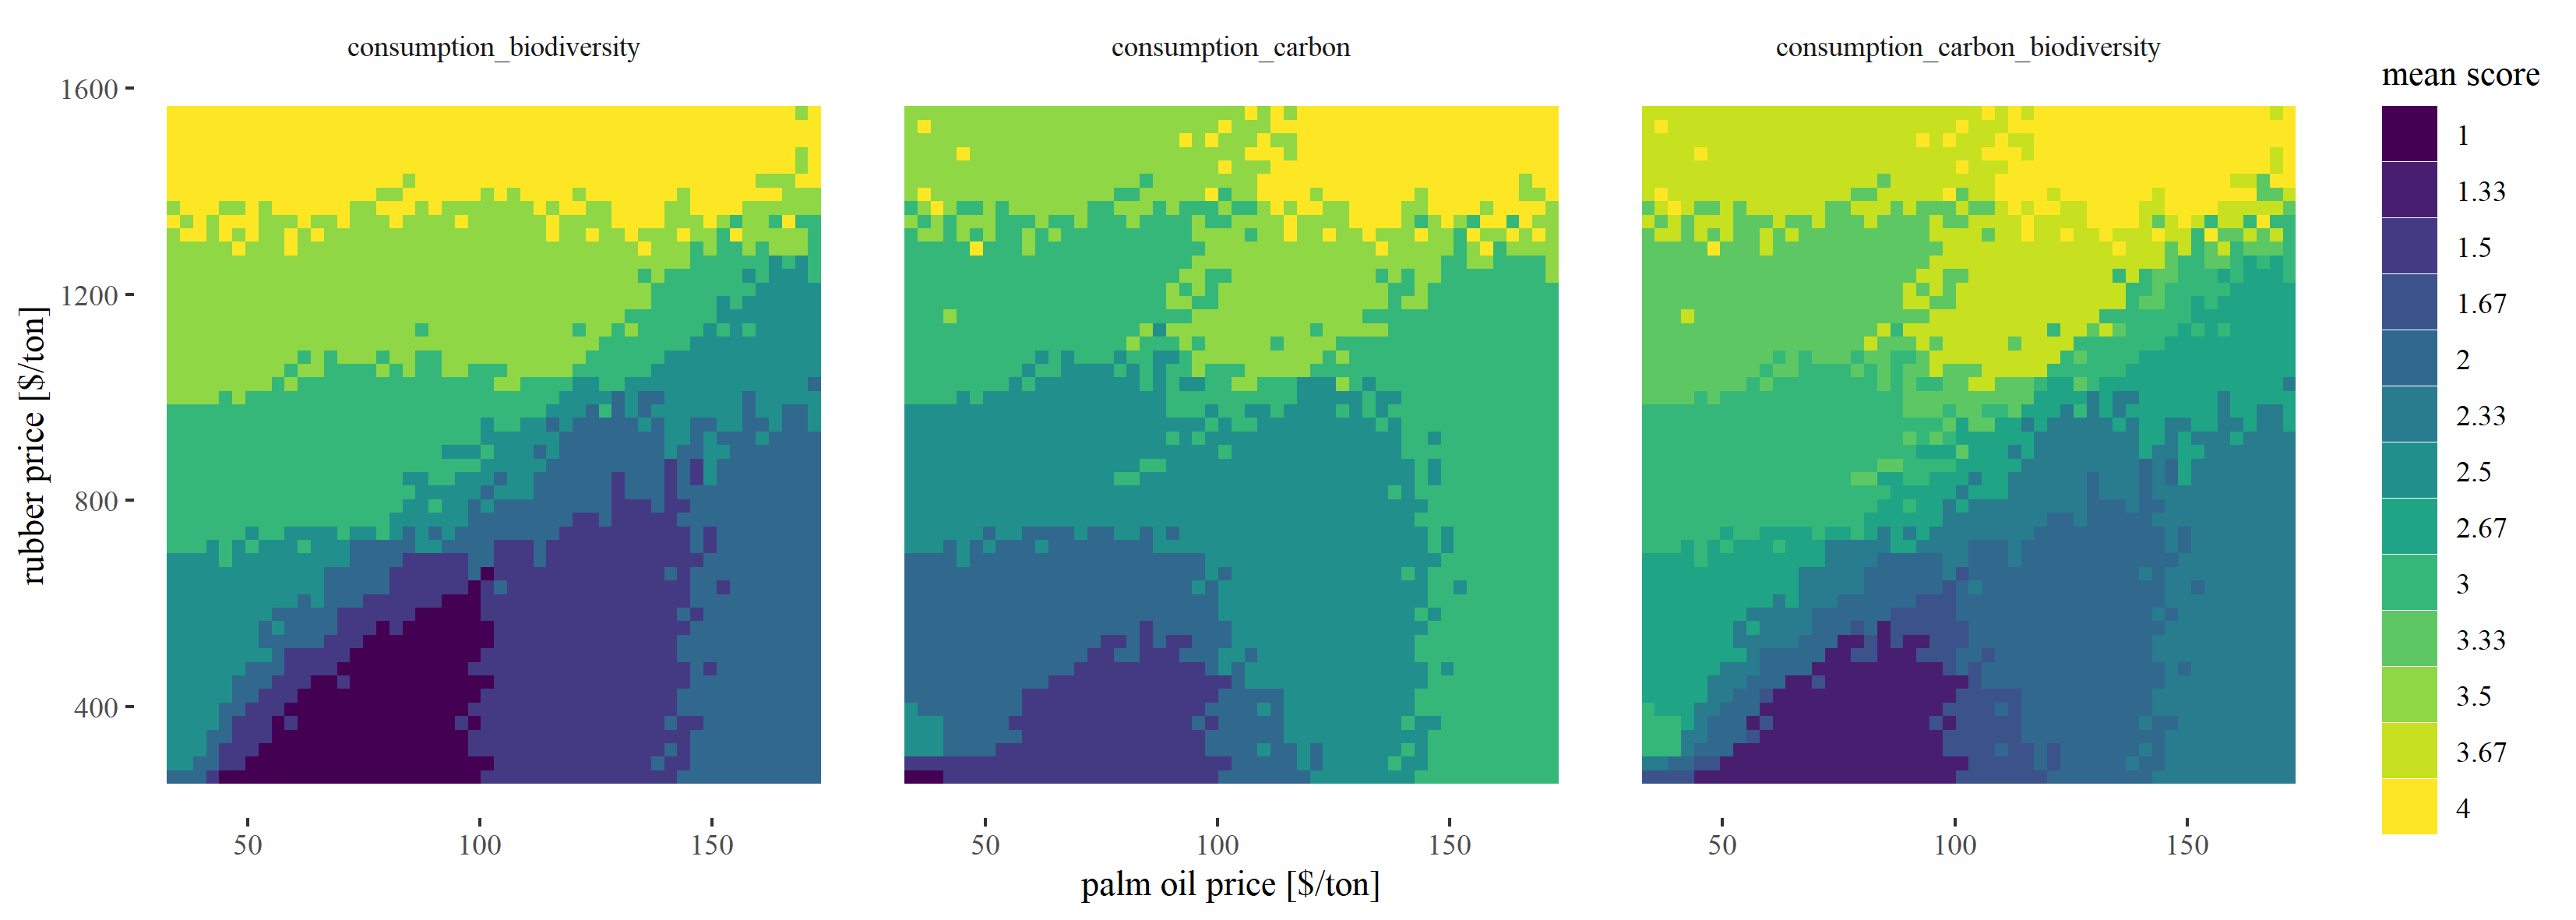 consumption_biodiversity
consumption_carbon
consumption_carbon_biodiversity
mean score
1
1.33
1.5
1.67
2
2.33
2.5
2.67
3
3.33
3.5
3.67
4
rubber price [$/ton]
1600
1200
800
400
50 100 150
50 100 150
50 100 150
palm oil price [$/ton]